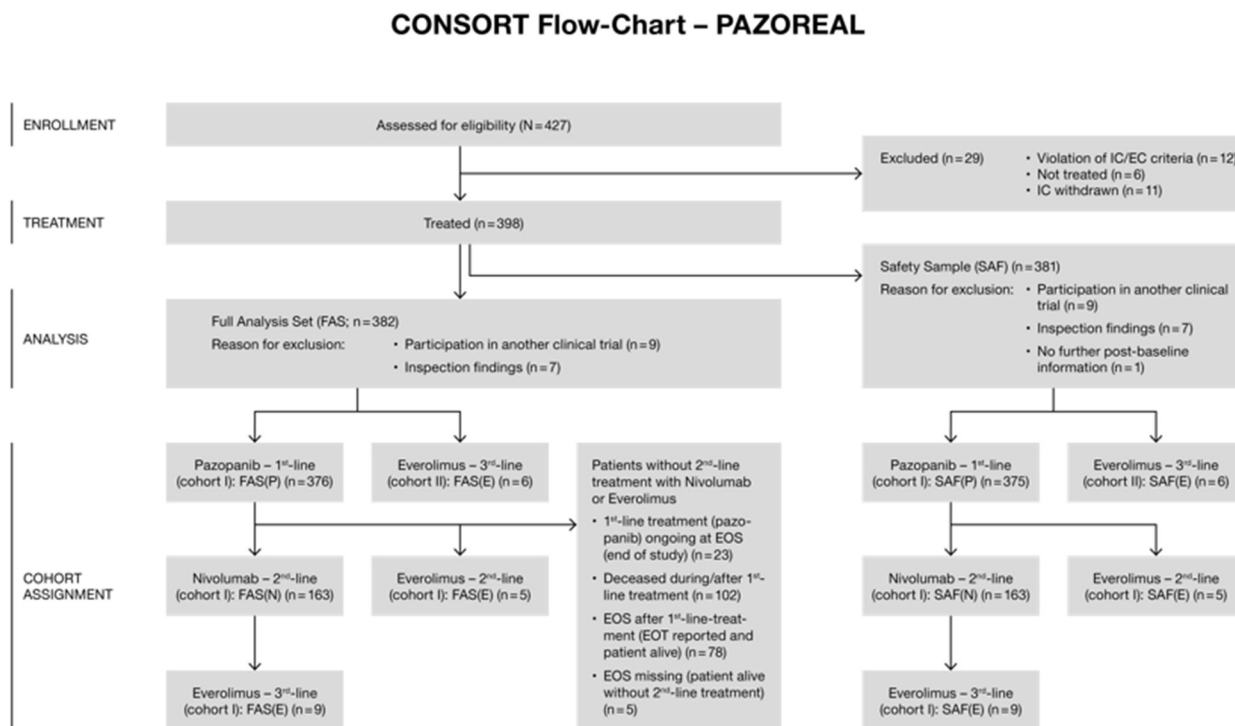 CONSORT Flow-Chart – PAZOREAL
ENROLLMENT
Assessed for eligibility (N=427)
Excluded (n=29)
• Violation of IC/EC criteria (n=12)
• Not treated (n=6)
• IC withdrawn (n=11)
TREATMENT
Treated (n=398)
Safety Sample (SAF) (n=381)
Reason for exclusion:
• Participation in another clinical
trial (n=9)
• Inspection findings (n=7)
• No further post-baseline
information (n=1)
ANALYSIS
Full Analysis Set (FAS; n=382)
Reason for exclusion:
• Participation in another clinical trial (n=9)
• Inspection findings (n=7)
COHORT
ASSIGNMENT
Pazopanib – 1st-line
(cohort I): FAS(P) (n=376)
Everolimus – 3rd-line
(cohort II): FAS(E) (n=6)
Patients without 2nd-line
treatment with Nivolumab
or Everolimus
• 1st-line treatment (pazo-
panib) ongoing at EOS
(end of study) (n=23)
• Deceased during/after 1st-
line treatment (n=102)
• EOS after 1st-line-treat-
ment (EOT reported and
patient alive) (n=78)
• EOS missing (patient alive
without 2nd-line treatment)
(n=5)
Nivolumab – 2nd-line
(cohort I): FAS(N) (n=163)
Everolimus – 2nd-line
(cohort I): FAS(E) (n=5)
Everolimus – 3rd-line
(cohort I): FAS(E) (n=9)
Pazopanib – 1st-line
(cohort I): SAF(P) (n=375)
Everolimus – 3rd-line
(cohort II): SAF(E) (n=6)
Nivolumab – 2nd-line
(cohort I): SAF(N) (n=163)
Everolimus – 2nd-line
(cohort I): SAF(E) (n=5)
Everolimus – 3rd-line
(cohort I): SAF(E) (n=9)